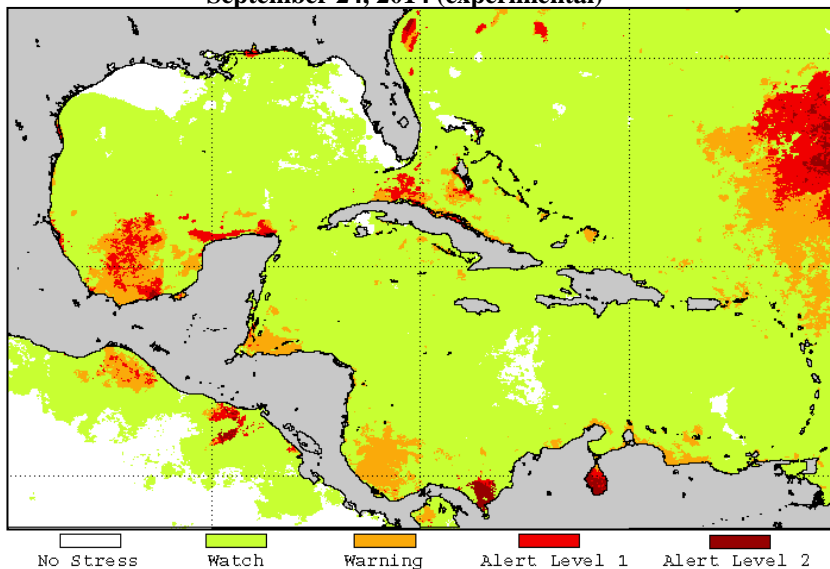 September 24, 2014 (experimental)
No Stress Watch Warning Alert Level 1 Alert Level 2